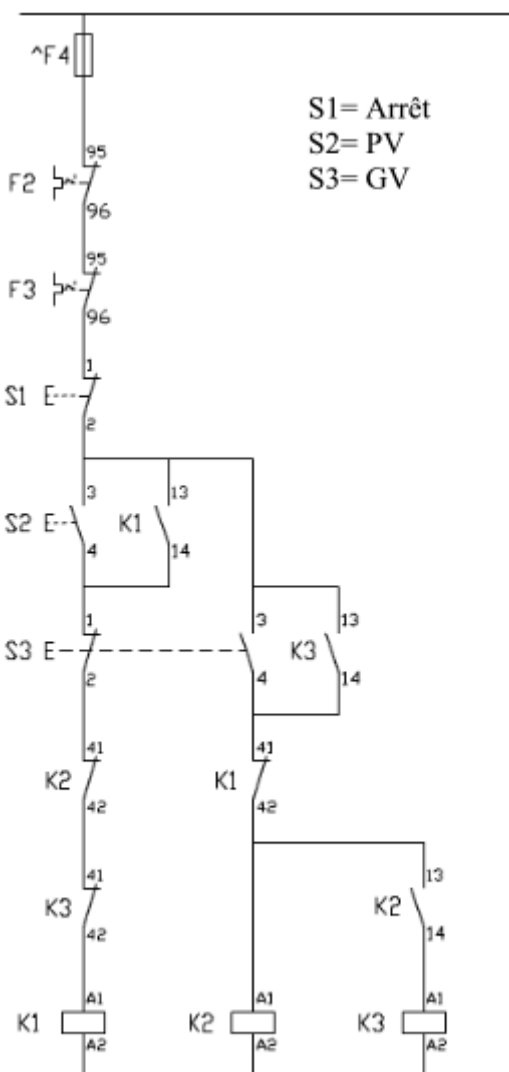 ^F4
S1= Arrêt
S2= PV
S3= GV
95
F2
96
95
F3
96
1
S1 E
2
3 13
S2 E K1
4 14
1 3 13
S3 E K3
2 4 14
41 41
K2 K1
42 42
41 13
K3 K2
42 14
A1 A1 A1
K1 K2 K3
A2 A2 A2